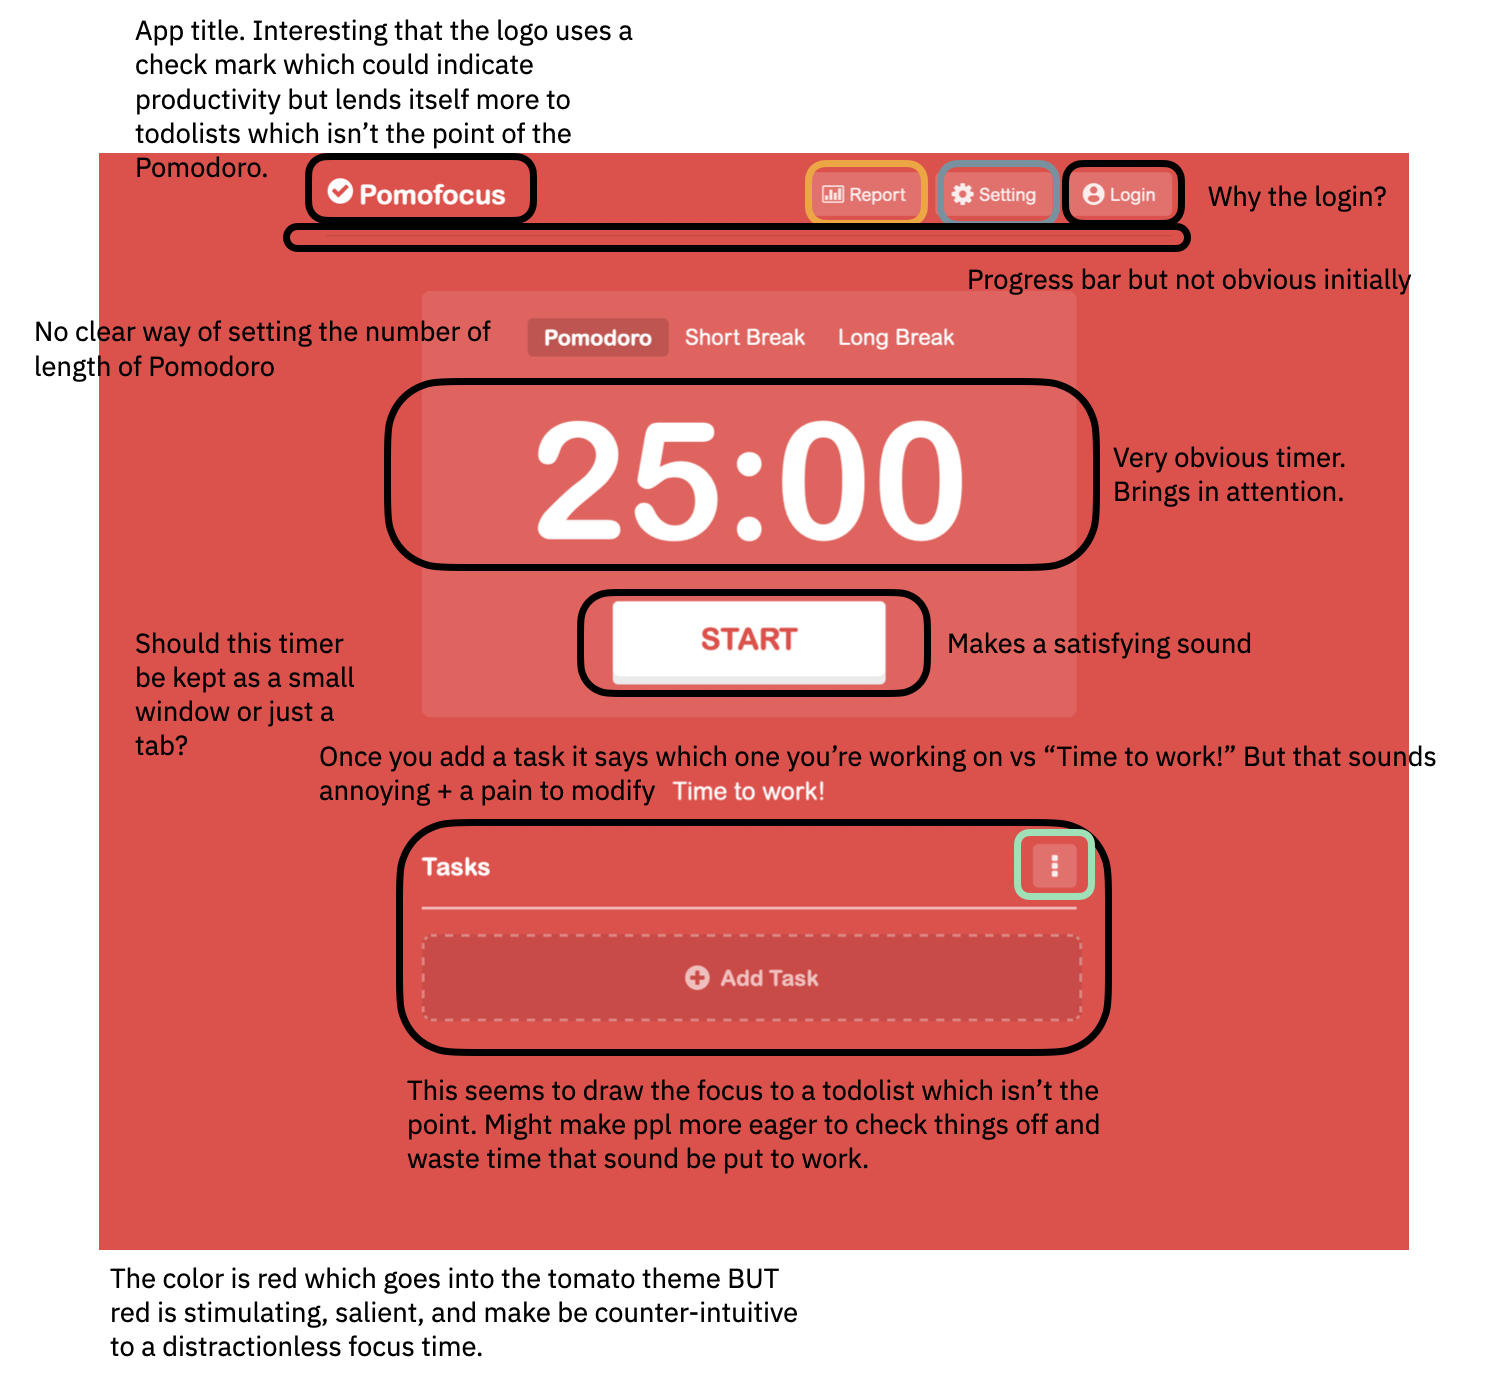 App title. Interesting that the logo uses a
check mark which could indicate
productivity but lends itself more to
todolists which isn’t the point of the
Pomodoro.
Pomofocus
Report
Setting
Login
Why the login?
Progress bar but not obvious initially
No clear way of setting the number of
length of Pomodoro
Pomodoro
Short Break
Long Break
25:00
Very obvious timer.
Brings in attention.
START
Makes a satisfying sound
Should this timer
be kept as a small
window or just a
tab?
Once you add a task it says which one you’re working on vs “Time to work!” But that sounds
annoying + a pain to modify
Time to work!
Tasks
Add Task
This seems to draw the focus to a todolist which isn’t the
point. Might make ppl more eager to check things off and
waste time that sound be put to work.
The color is red which goes into the tomato theme BUT
red is stimulating, salient, and make be counter-intuitive
to a distractionless focus time.